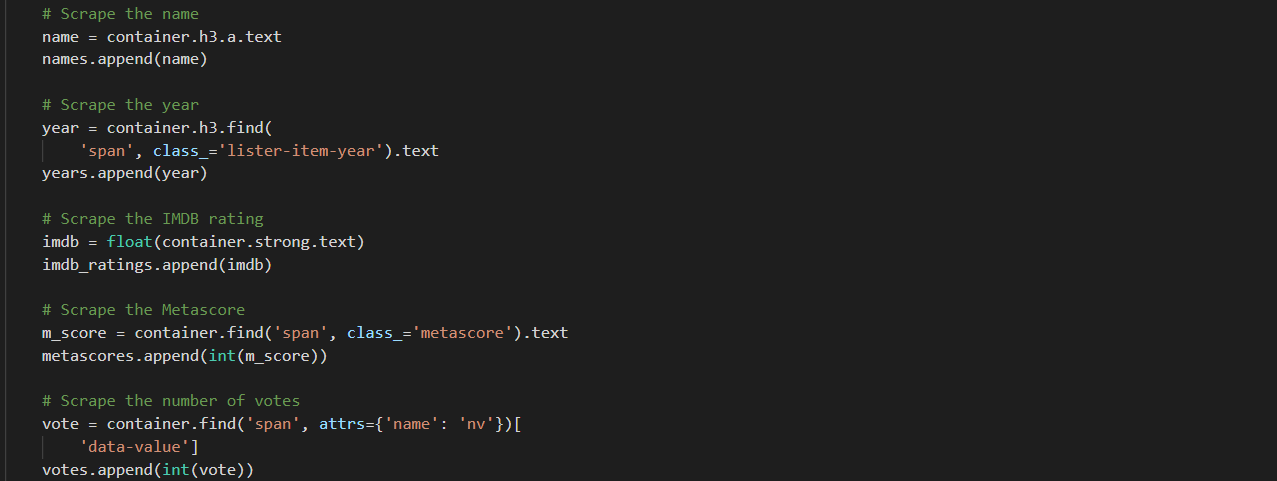 # Scrape the name
name = container.h3.a.text
names.append(name)
# Scrape the year
year = container.h3.find(
'span', class_='lister-item-year').text
years.append(year)
# Scrape the IMDB rating
imdb = float(container.strong.text)
imdb_ratings.append(imdb)
# Scrape the Metascore
m_score = container.find('span', class_='metascore').text
metascores.append(int(m_score))
# Scrape the number of votes
vote = container.find('span', attrs={'name': 'nv'})[
'data-value']
votes.append(int(vote))